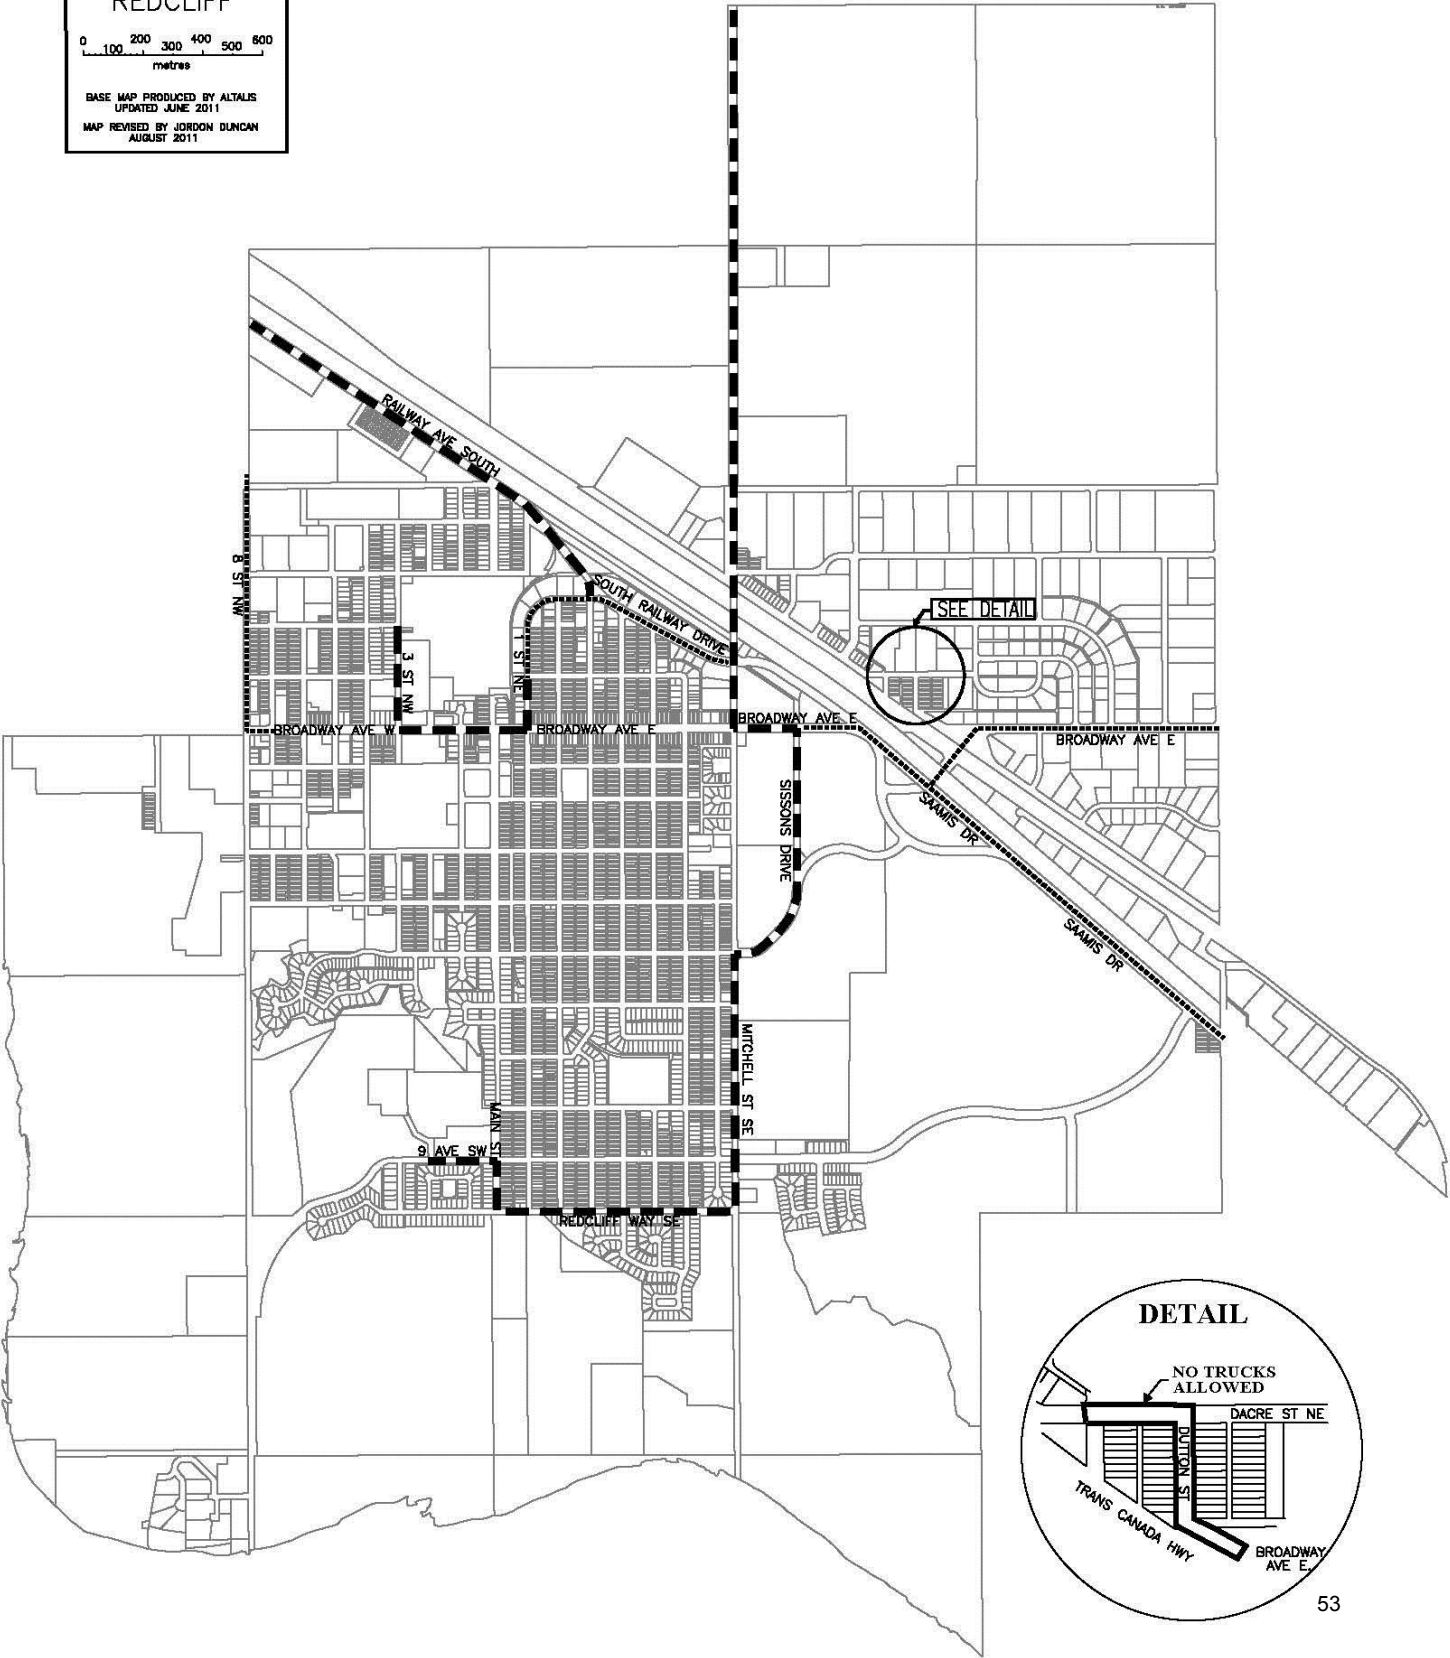 REDCLIFF
0 100 200 300 400 500 600
metres
BASE MAP PRODUCED BY ALTALIS
UPDATED JUNE 2011
MAP REVISED BY JORDON DUNCAN
AUGUST 2011
RAILWAY AVE SOUTH
8 ST NW
SOUTH RAILWAY DRIVE
SEE DETAIL
3 ST NW
1 ST NE
BROADWAY AVE W
BROADWAY AVE E
BROADWAY AVE E
BROADWAY AVE E
SISSONS DRIVE
SAAMIS DR
SAAMIS DR
MITCHELL ST SE
MAIN ST
9 AVE SW
REDCLIFF WAY SE
DETAIL
NO TRUCKS
ALLOWED
DACRE ST NE
DUTTON ST
TRANS CANADA HWY
BROADWAY
AVE E.
53